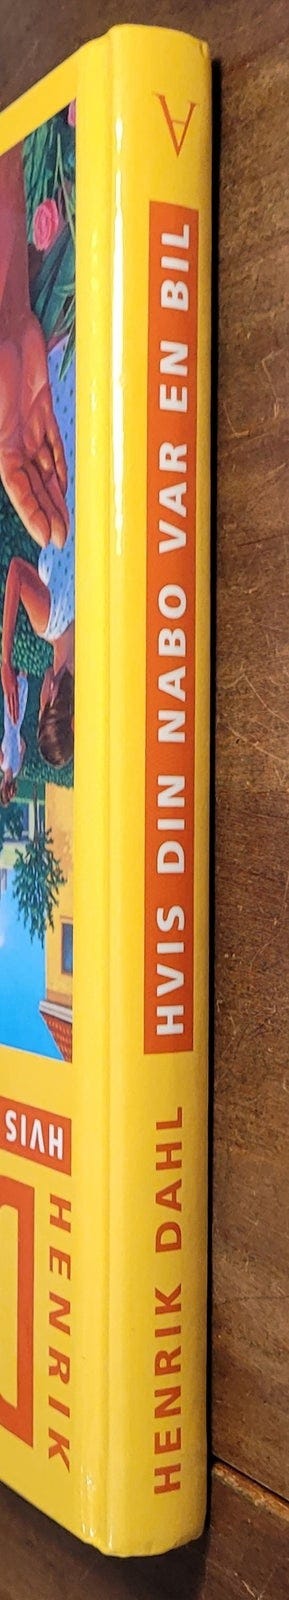 HENRIK DAHL
HVIS DIN NABO VAR EN BIL
A
HENRIK
HVIS